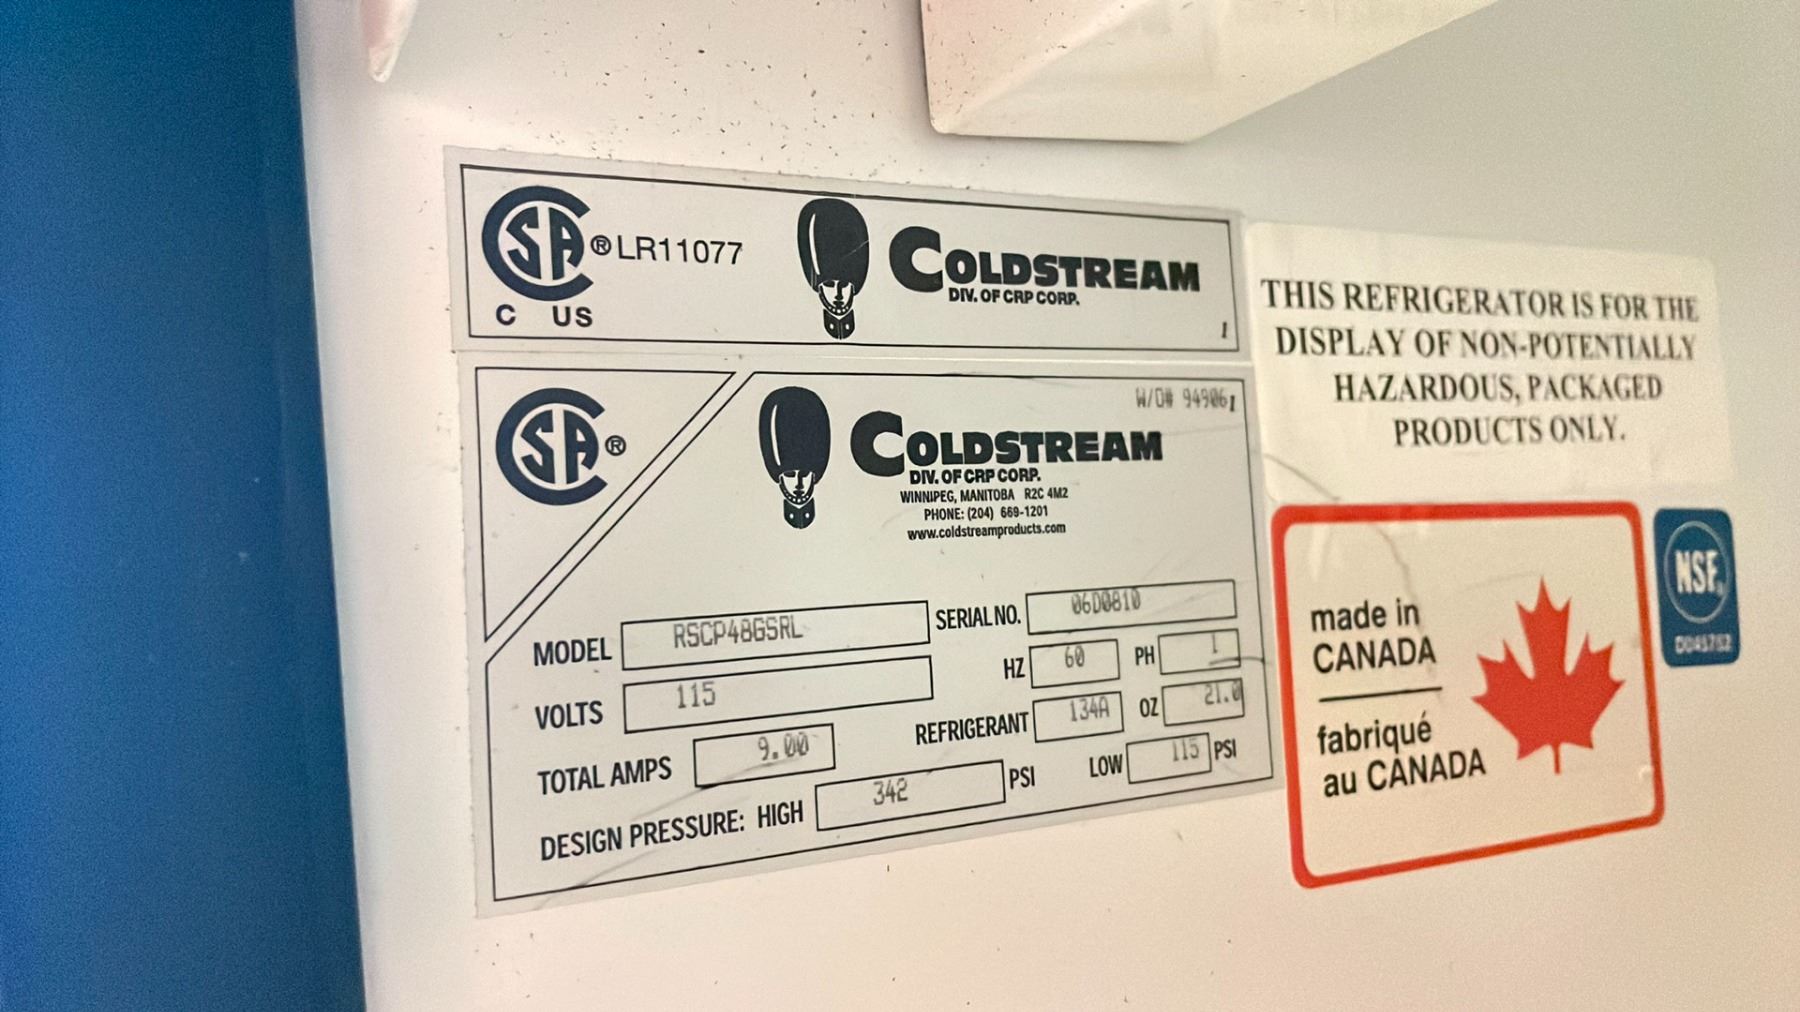 CSA® LR11077
C US
COLDSTREAM
DIV. OF CRP CORP.
1
CSA®
W/O# 94906 1
COLDSTREAM
DIV. OF CRP CORP.
WINNIPEG, MANITOBA R2C 4M2
PHONE: (204) 669-1201
www.coldstreamproducts.com
MODEL RSCP48GSRL SERIAL NO. 06D0810
VOLTS 115 HZ 60 PH 1
TOTAL AMPS 9.00 REFRIGERANT 134A OZ 21.0
DESIGN PRESSURE: HIGH 342 PSI LOW 115 PSI
THIS REFRIGERATOR IS FOR THE
DISPLAY OF NON-POTENTIALLY
HAZARDOUS, PACKAGED
PRODUCTS ONLY.
made in
CANADA
fabriqué
au CANADA
NSF